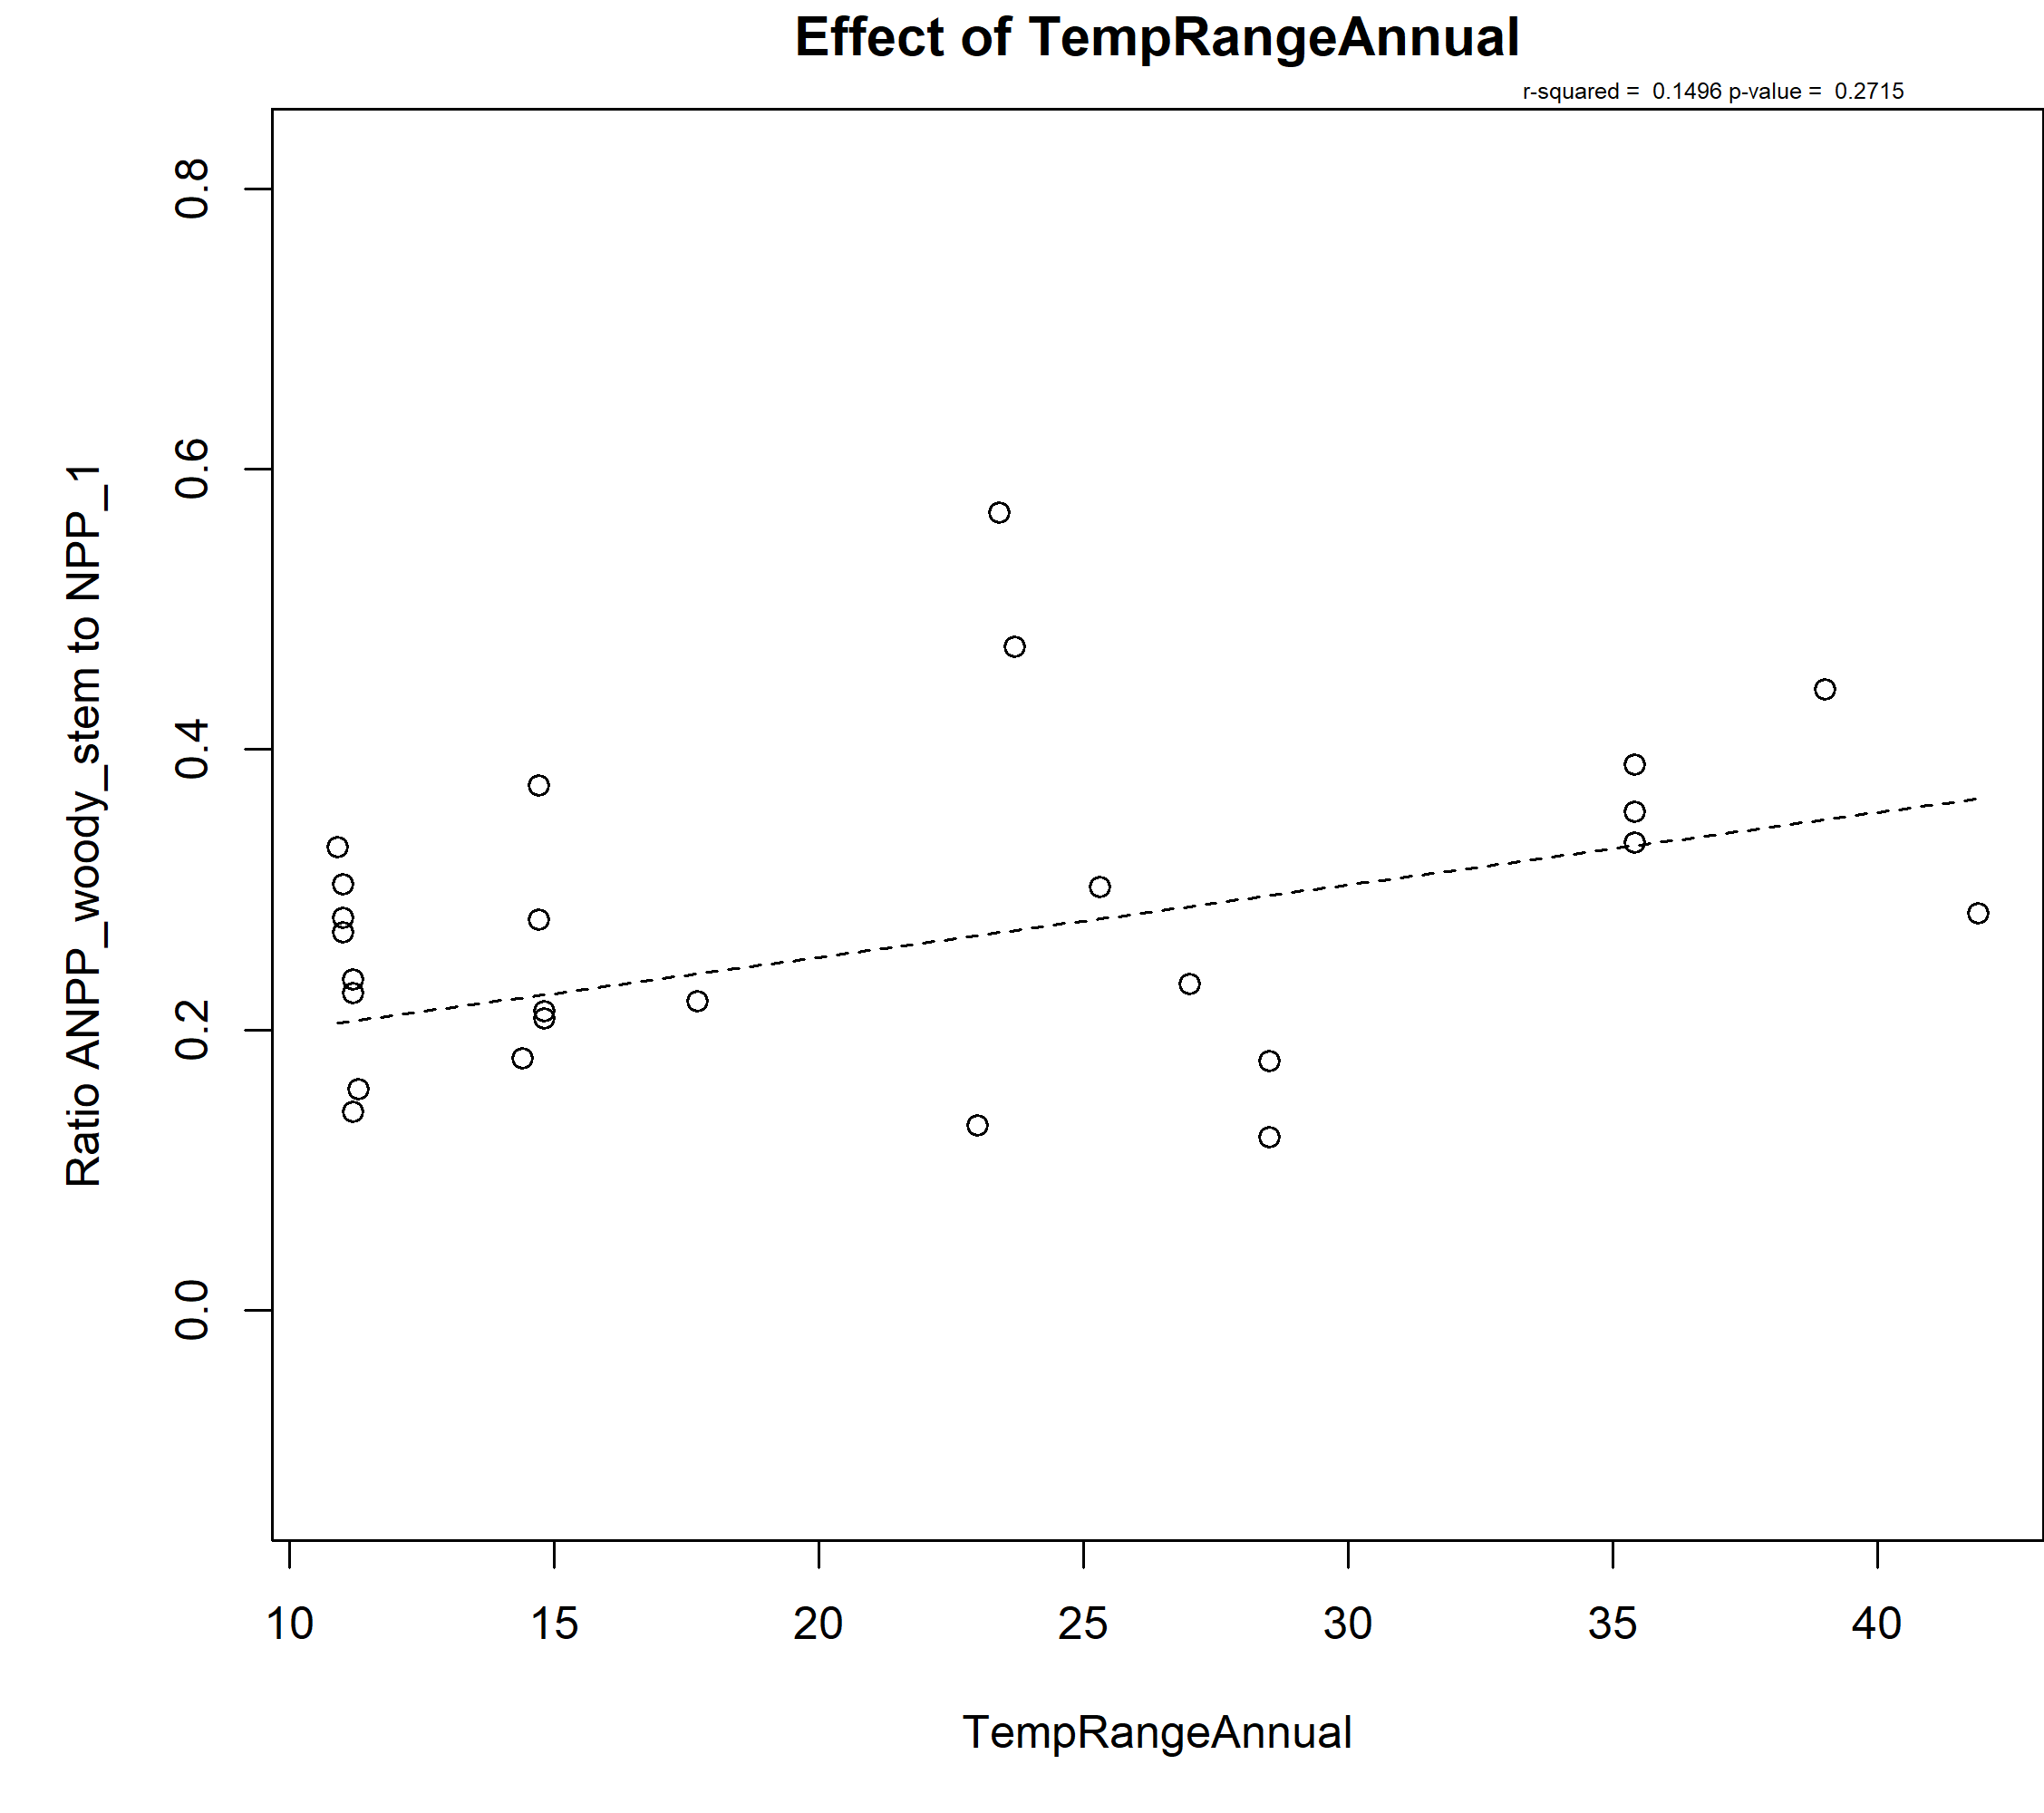 Effect of TempRangeAnnual
r-squared = 0.1496 p-value = 0.2715
Ratio ANPP_woody_stem to NPP_1
0.8
0.6
0.4
0.2
0.0
10 15 20 25 30 35 40
TempRangeAnnual